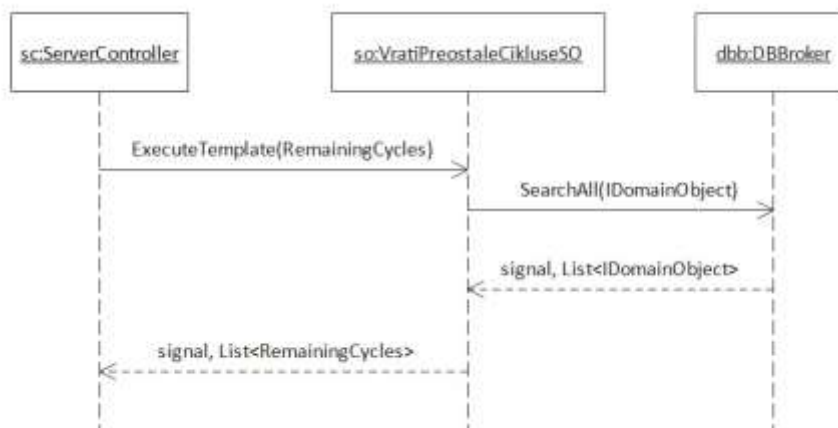 sc:ServerController
so:VratiPreostaleCikluseSO
dbb:DBBroker
ExecuteTemplate(RemainingCycles)
SearchAll(IDomainObject)
signal, List<IDomainObject>
signal, List<RemainingCycles>